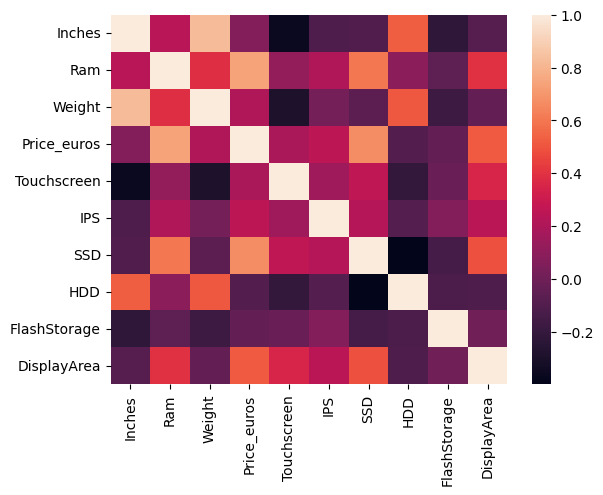 Inches
Ram
Weight
Price_euros
Touchscreen
IPS
SSD
HDD
FlashStorage
DisplayArea
Inches
Ram
Weight
Price_euros
Touchscreen
IPS
SSD
HDD
FlashStorage
DisplayArea
1.0
0.8
0.6
0.4
0.2
0.0
−0.2